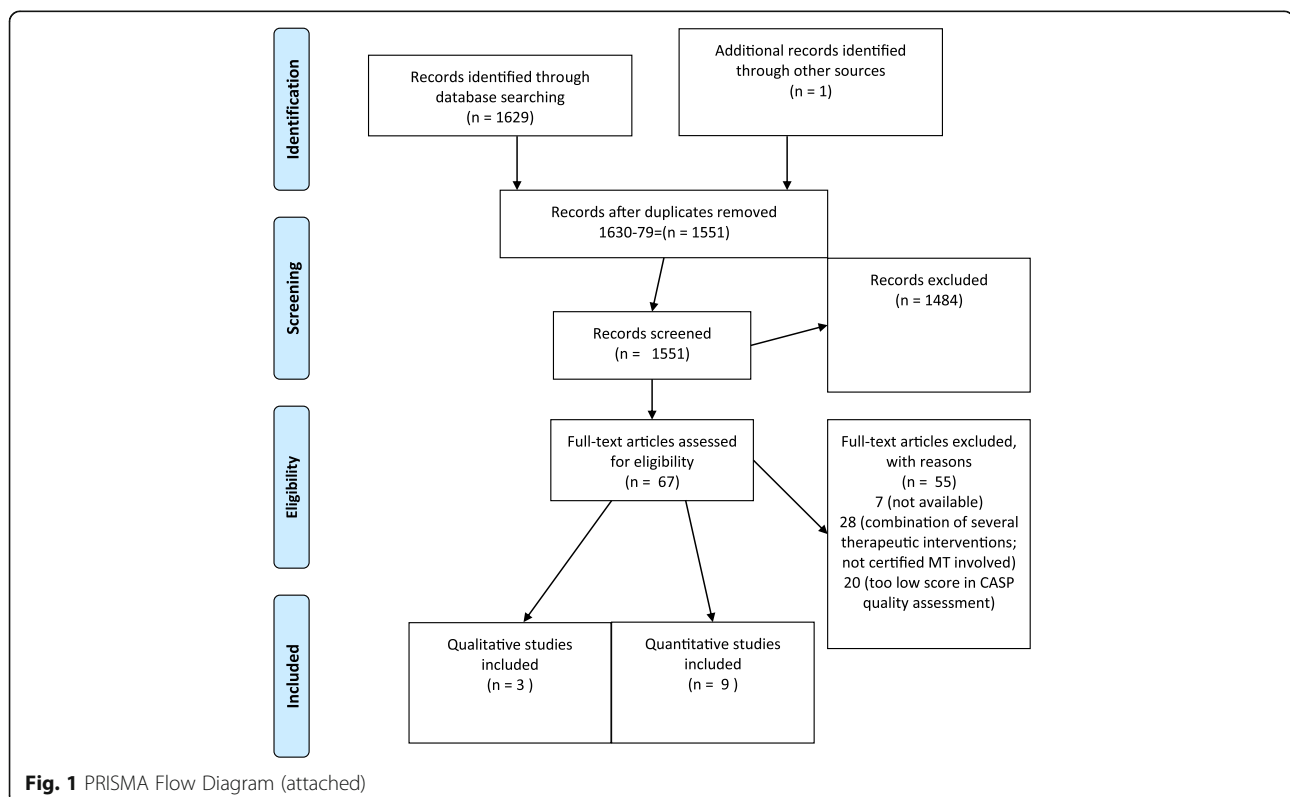 Identification
Records identified through
database searching
(n = 1629)
Additional records identified
through other sources
(n = 1)
Records after duplicates removed
1630-79=(n = 1551)
Screening
Records screened
(n = 1551)
Records excluded
(n = 1484)
Eligibility
Full-text articles assessed
for eligibility
(n = 67)
Full-text articles excluded,
with reasons
(n = 55)
7 (not available)
28 (combination of several
therapeutic interventions;
not certified MT involved)
20 (too low score in CASP
quality assessment)
Included
Qualitative studies
included
(n = 3 )
Quantitative studies
included
(n = 9 )
Fig. 1 PRISMA Flow Diagram (attached)